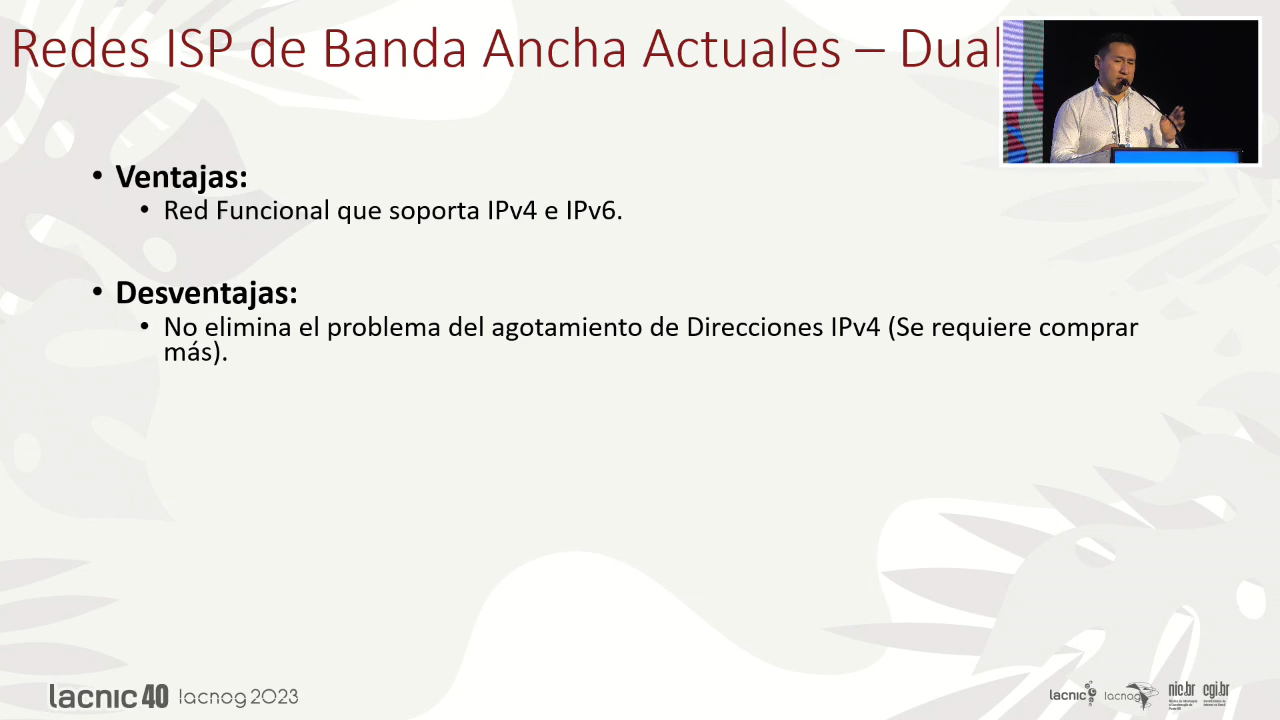 Redes ISP de Banda Ancha Actuales – Dual
• Ventajas:
• Red Funcional que soporta IPv4 e IPv6.
• Desventajas:
• No elimina el problema del agotamiento de Direcciones IPv4 (Se requiere comprar
más).
lacnic 40 lacnog 2023
lacnic lacnog nic.br cgi.br